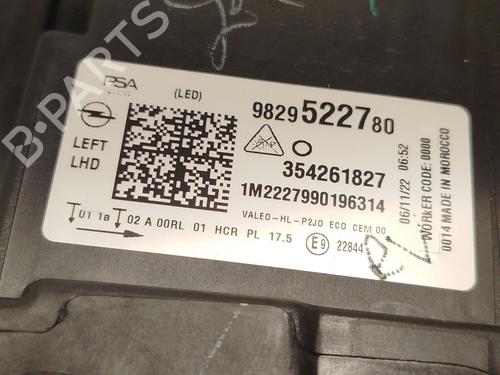 B-PARTS
PSA
(LED)
9829522780
LEFT
LHD
354261827
1M2227990196314
VALEO-HL-P2JO ECO CEM 00
01 1a 02 A 00RL 01 HCR PL 17.5 E9 22844
06/11/22 06:52
WORKER CODE: 0000
0014 MADE IN MOROCCO